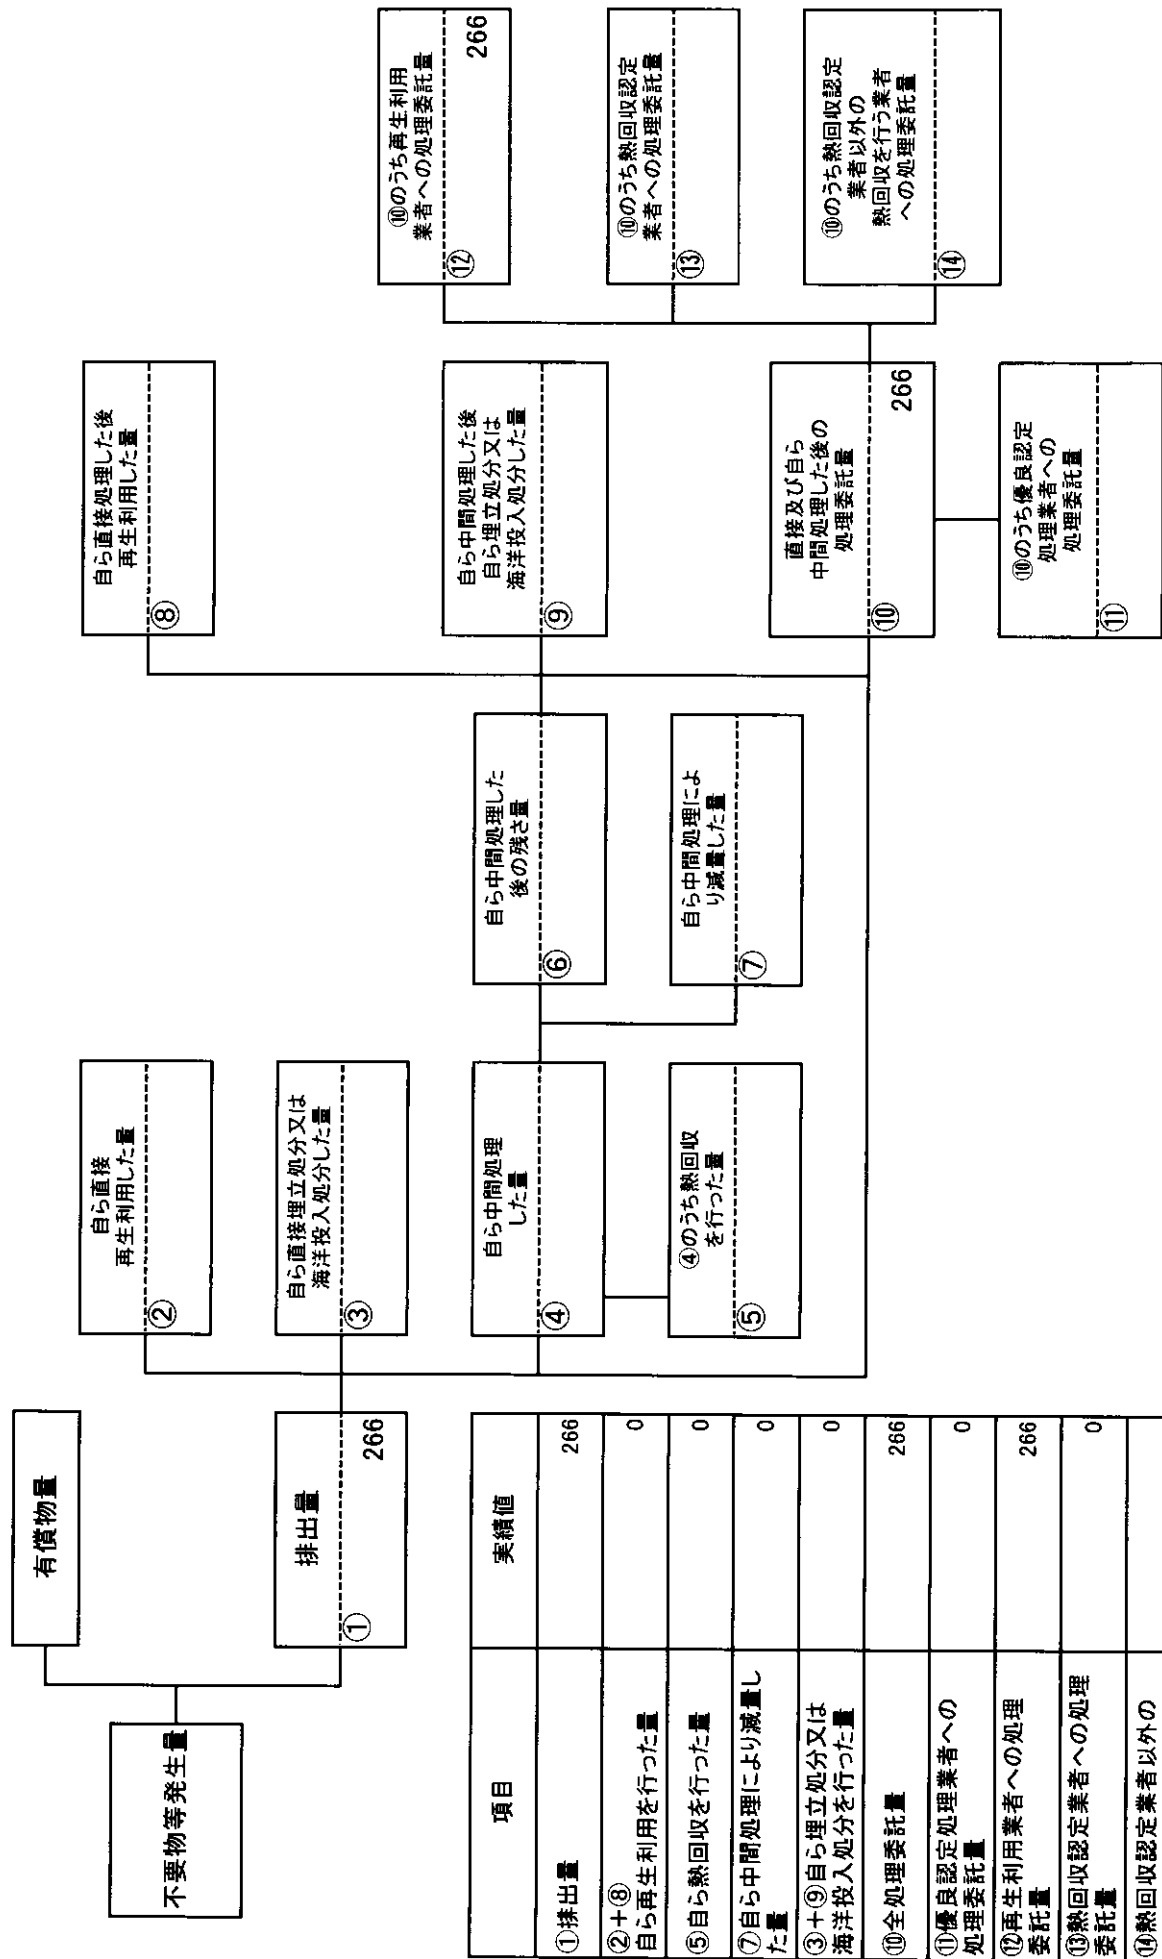 不要物等発生量
有償物量
排出量
①
266
自ら直接
再生利用した量
②
自ら直接埋立処分又は
海洋投入処分した量
③
自ら中間処理
した量
④
④のうち熱回収
を行った量
⑤
自ら中間処理した
後の残さ量
⑥
自ら中間処理によ
り減量した量
⑦
自ら直接処理した後
再生利用した量
⑧
自ら中間処理した後
自ら埋立処分又は
海洋投入処分した量
⑨
直接及び自ら
中間処理した後の
処理委託量
⑩
266
⑩のうち優良認定
処理業者への
処理委託量
⑪
⑩のうち再生利用
業者への処理委託量
⑫
266
⑩のうち熱回収認定
業者への処理委託量
⑬
⑩のうち熱回収認定
業者以外の
熱回収を行う業者
への処理委託量
⑭
項目 実績値
①排出量 266
②+⑧
自ら再生利用を行った量 0
⑤自ら熱回収を行った量 0
⑦自ら中間処理により減量し
た量 0
③+⑨自ら埋立処分又は
海洋投入処分を行った量 0
⑩全処理委託量 266
⑪優良認定処理業者への
処理委託量 0
⑫再生利用業者への処理
委託量 266
⑬熱回収認定業者への処理
委託量 0
⑭熱回収認定業者以外の